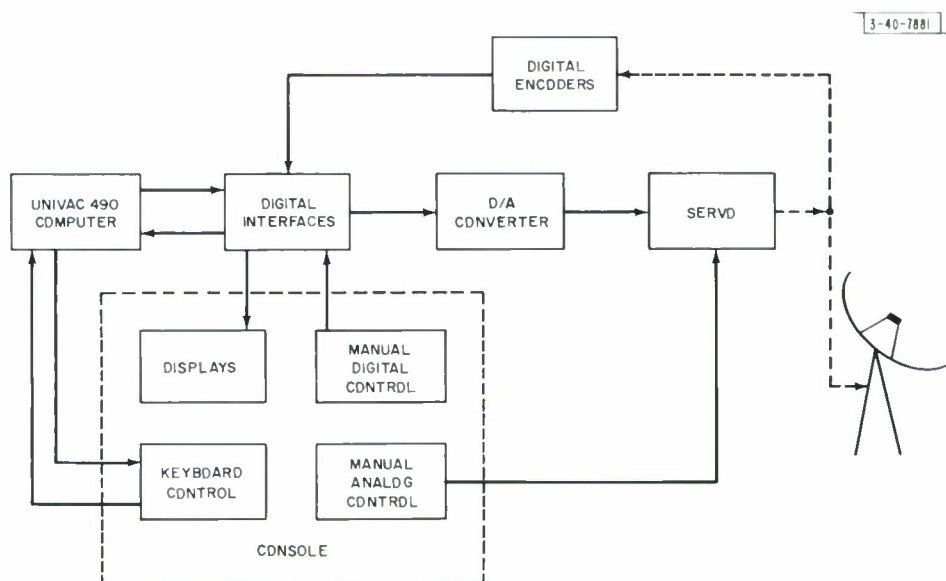 3-40-7881
DIGITAL
ENCODERS
UNIVAC 490
COMPUTER
DIGITAL
INTERFACES
D/A
CONVERTER
SERVO
DISPLAYS
MANUAL
DIGITAL
CONTROL
KEYBOARD
CONTROL
MANUAL
ANALOG
CONTROL
CONSOLE